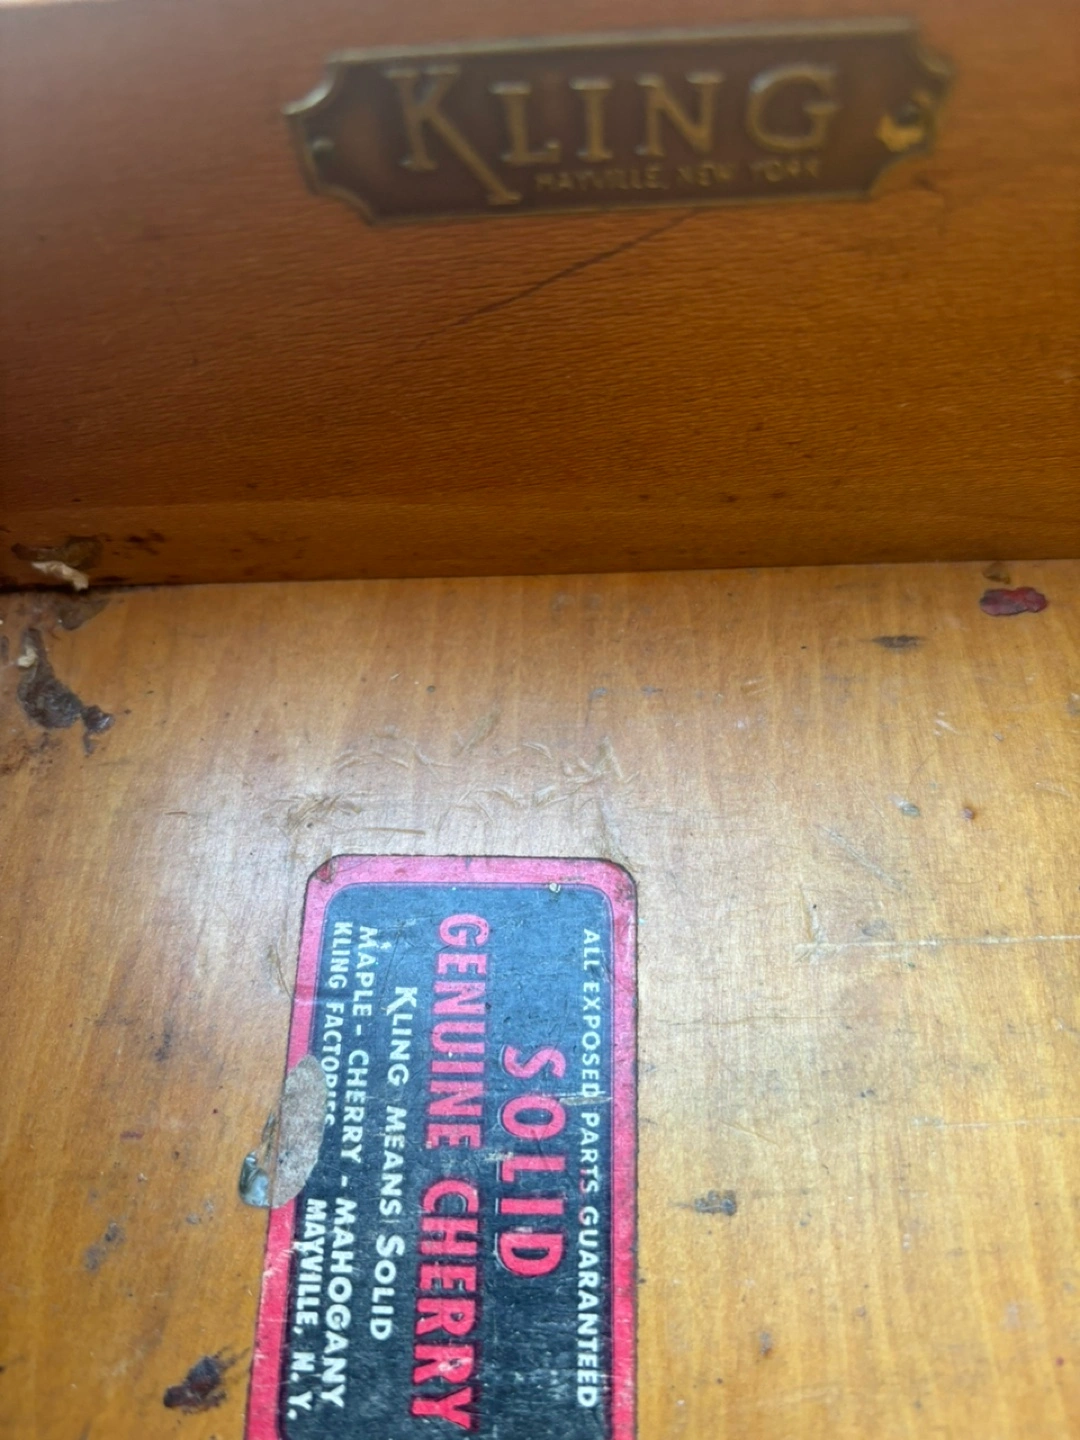 KLING
MAYVILLE, NEW YORK
ALL EXPOSED PARTS GUARANTEED
SOLID
GENUINE CHERRY
KLING MEANS SOLID
MAPLE - CHERRY - MAHOGANY
KLING FACTORIES MAYVILLE, N. Y.